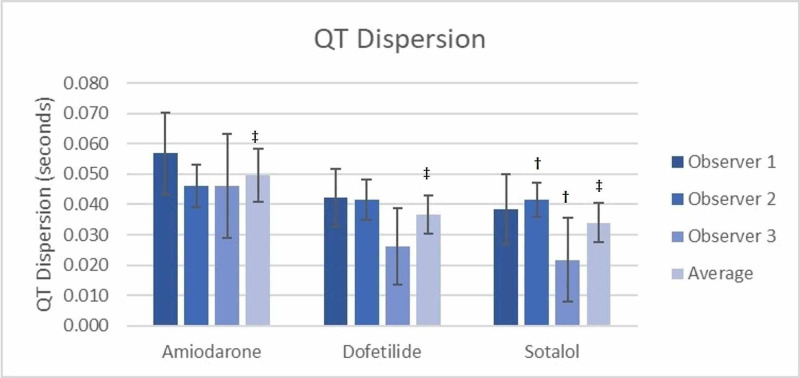 QT Dispersion
QT Dispersion (seconds)
0.080
0.070
0.060
0.050
0.040
0.030
0.020
0.010
0.000
‡
‡
†
†
‡
Amiodarone
Dofetilide
Sotalol
Observer 1
Observer 2
Observer 3
Average